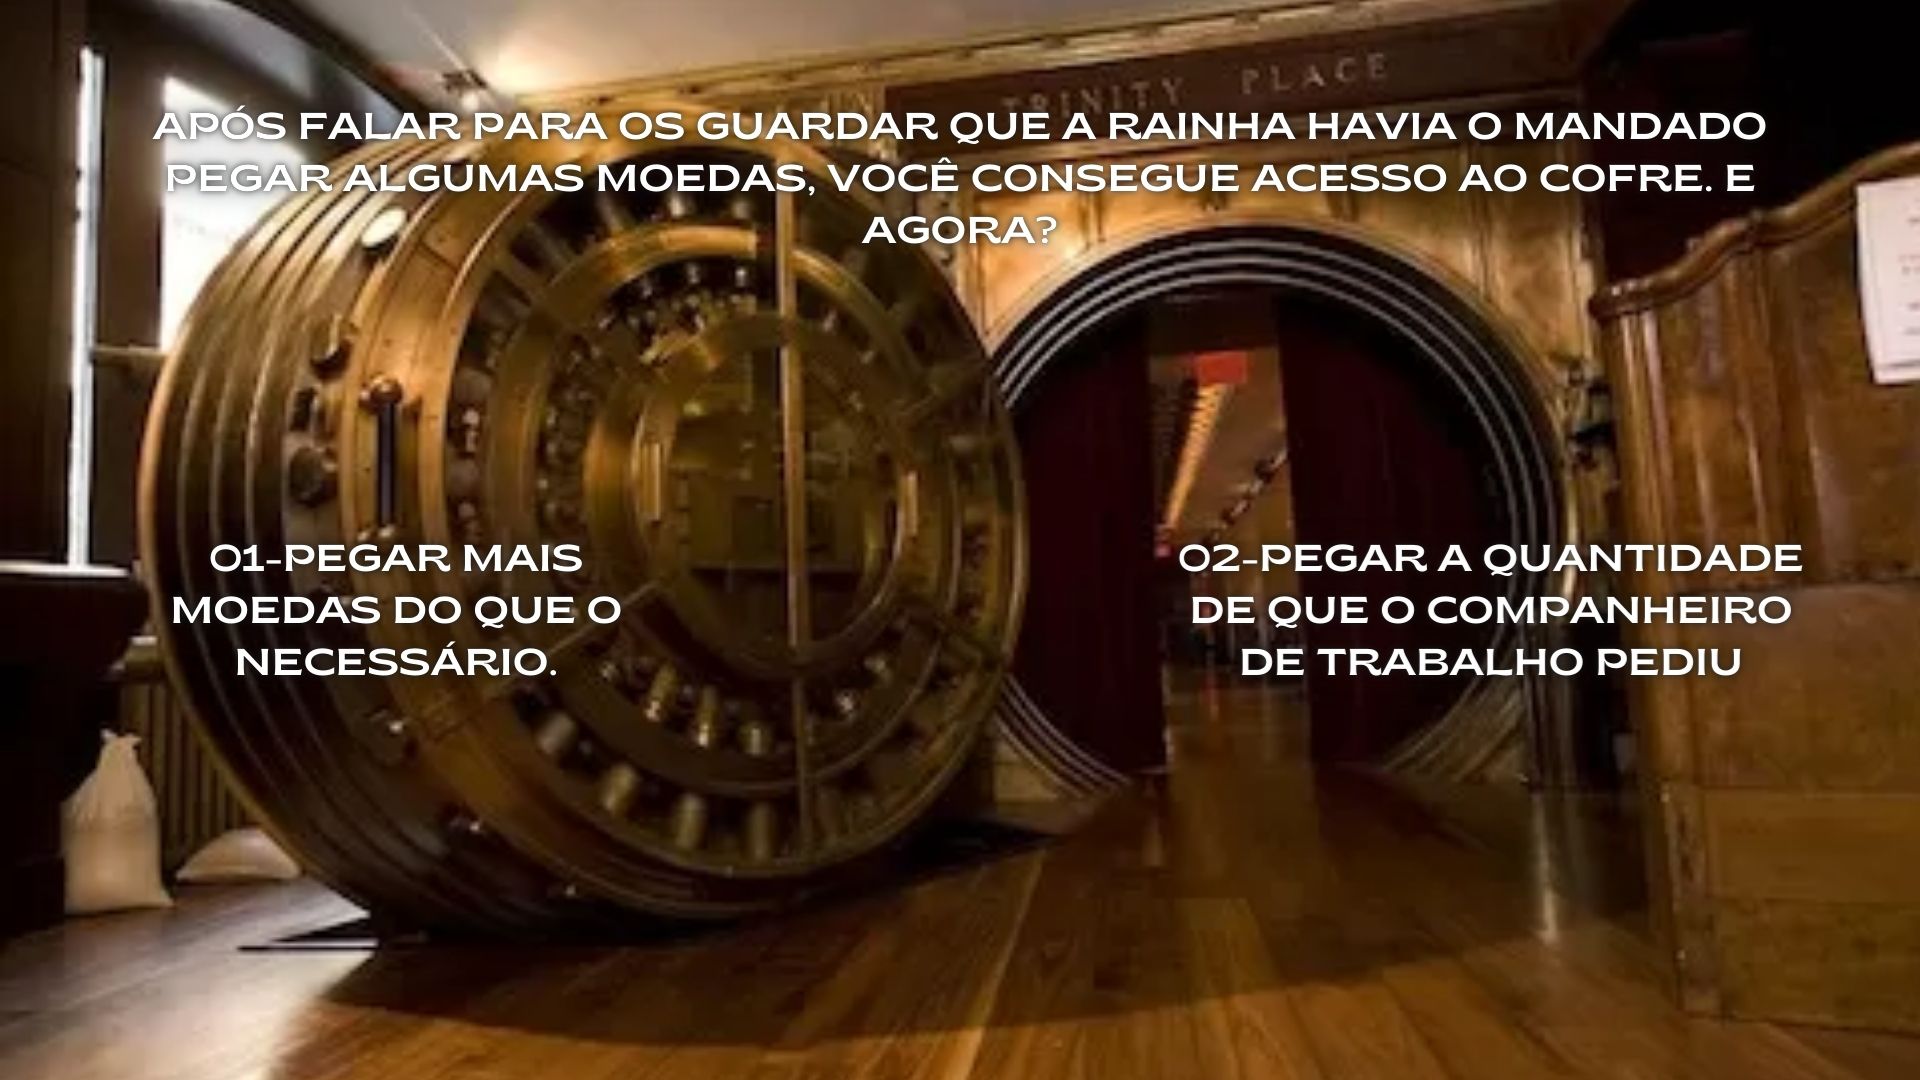 TRINITY PLACE
APÓS FALAR PARA OS GUARDAR QUE A RAINHA HAVIA O MANDADO
PEGAR ALGUMAS MOEDAS, VOCÊ CONSEGUE ACESSO AO COFRE. E
AGORA?
01-PEGAR MAIS
MOEDAS DO QUE O
NECESSÁRIO.
02-PEGAR A QUANTIDADE
DE QUE O COMPANHEIRO
DE TRABALHO PEDIU